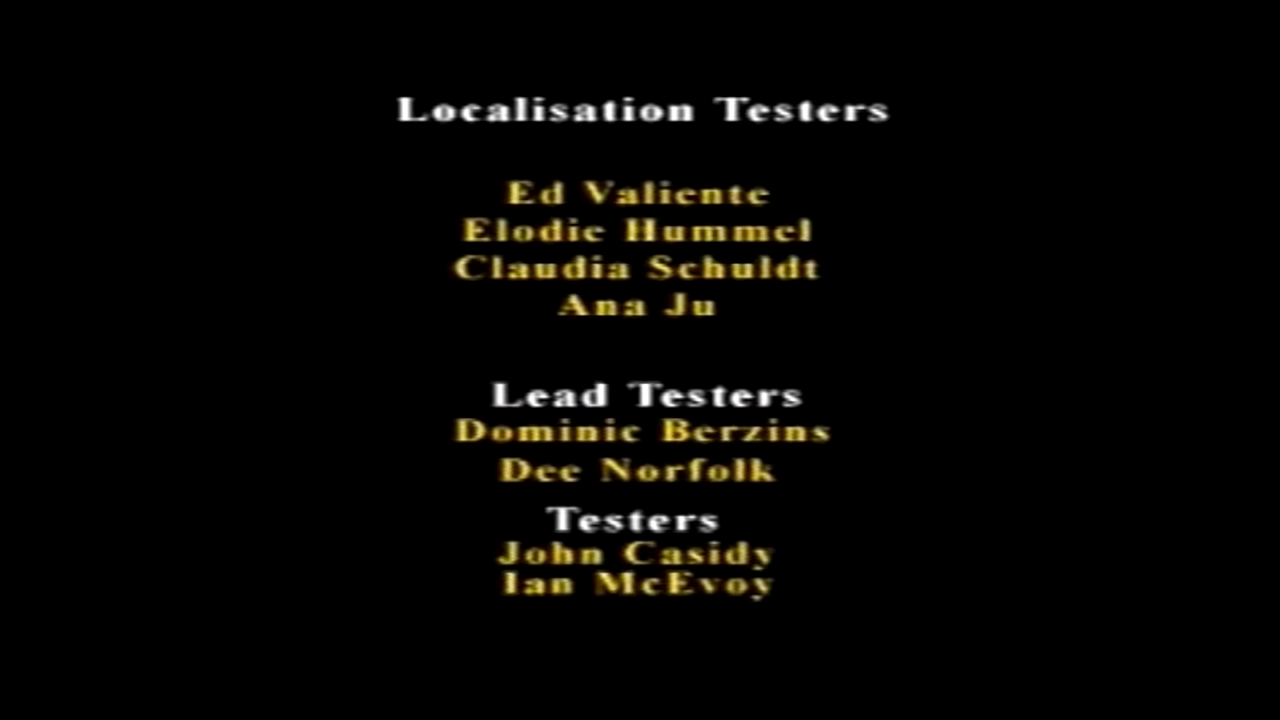 Localisation Testers
Ed Valiente
Elodie Hummel
Claudia Schuldt
Ana Ju
Lead Testers
Dominic Berzins
Dee Norfolk
Testers
John Casidy
Ian McEvoy